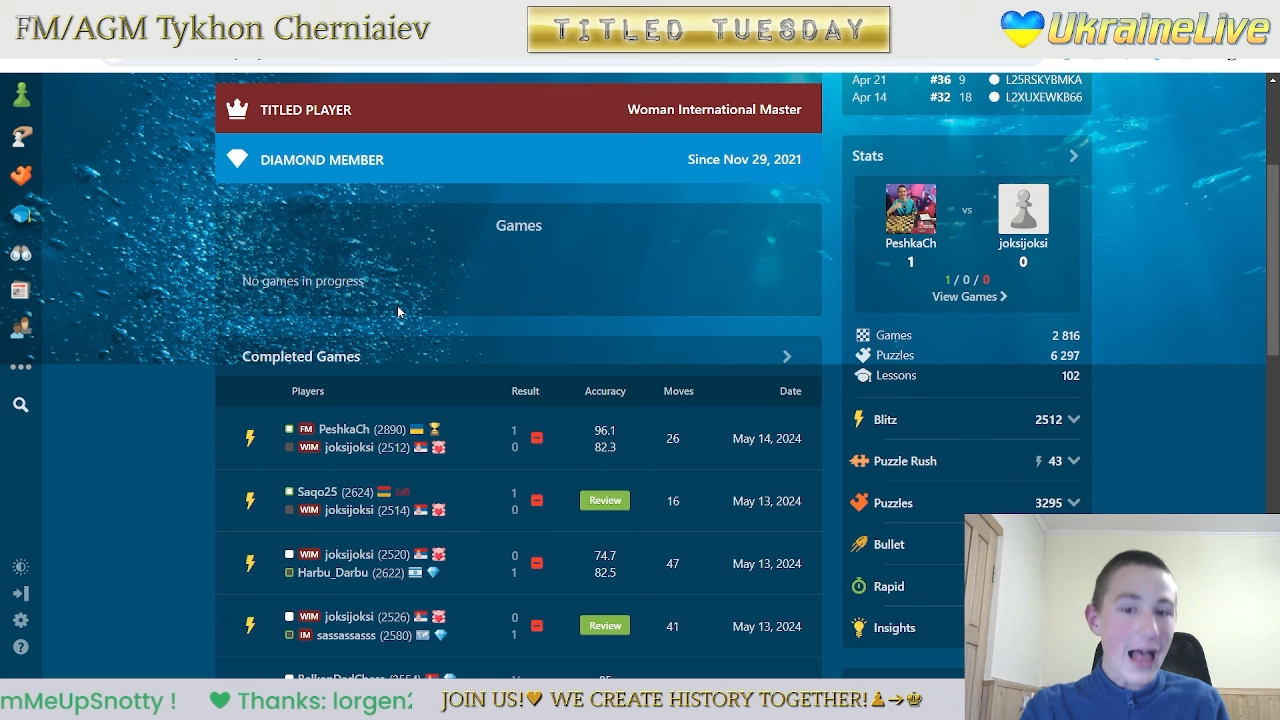 FM/AGM Tykhon Cherniaiev
TITLED TUESDAY
UkraineLive
TITLED PLAYER
Woman International Master
DIAMOND MEMBER
Since Nov 29, 2021
Games
No games in progress
Completed Games
Players Result Accuracy Moves Date
FM PeshkaCh (2890) 1 96.1
WIM joksijoksi (2512) 0 82.3
26 May 14, 2024
Saqo25 (2624) 1
WIM joksijoksi (2514) 0
Review 16 May 13, 2024
WIM joksijoksi (2520) 0 74.7
Harbu_Darbu (2622) 1 82.5
47 May 13, 2024
WIM joksijoksi (2526) 0
IM sassassasss (2580) 1
Review 41 May 13, 2024
Apr 21 #36 9 L25RSKYBMKA
Apr 14 #32 18 L2XUXEWKB66
Stats
vs
PeshkaCh joksijoksi
1 0
1 / 0 / 0
View Games
Games 2 816
Puzzles 6 297
Lessons 102
Blitz 2512
Puzzle Rush 43
Puzzles 3295
Bullet
Rapid
Insights
mMeUpSnotty ! Thanks: lorgen2
JOIN US! WE CREATE HISTORY TOGETHER!